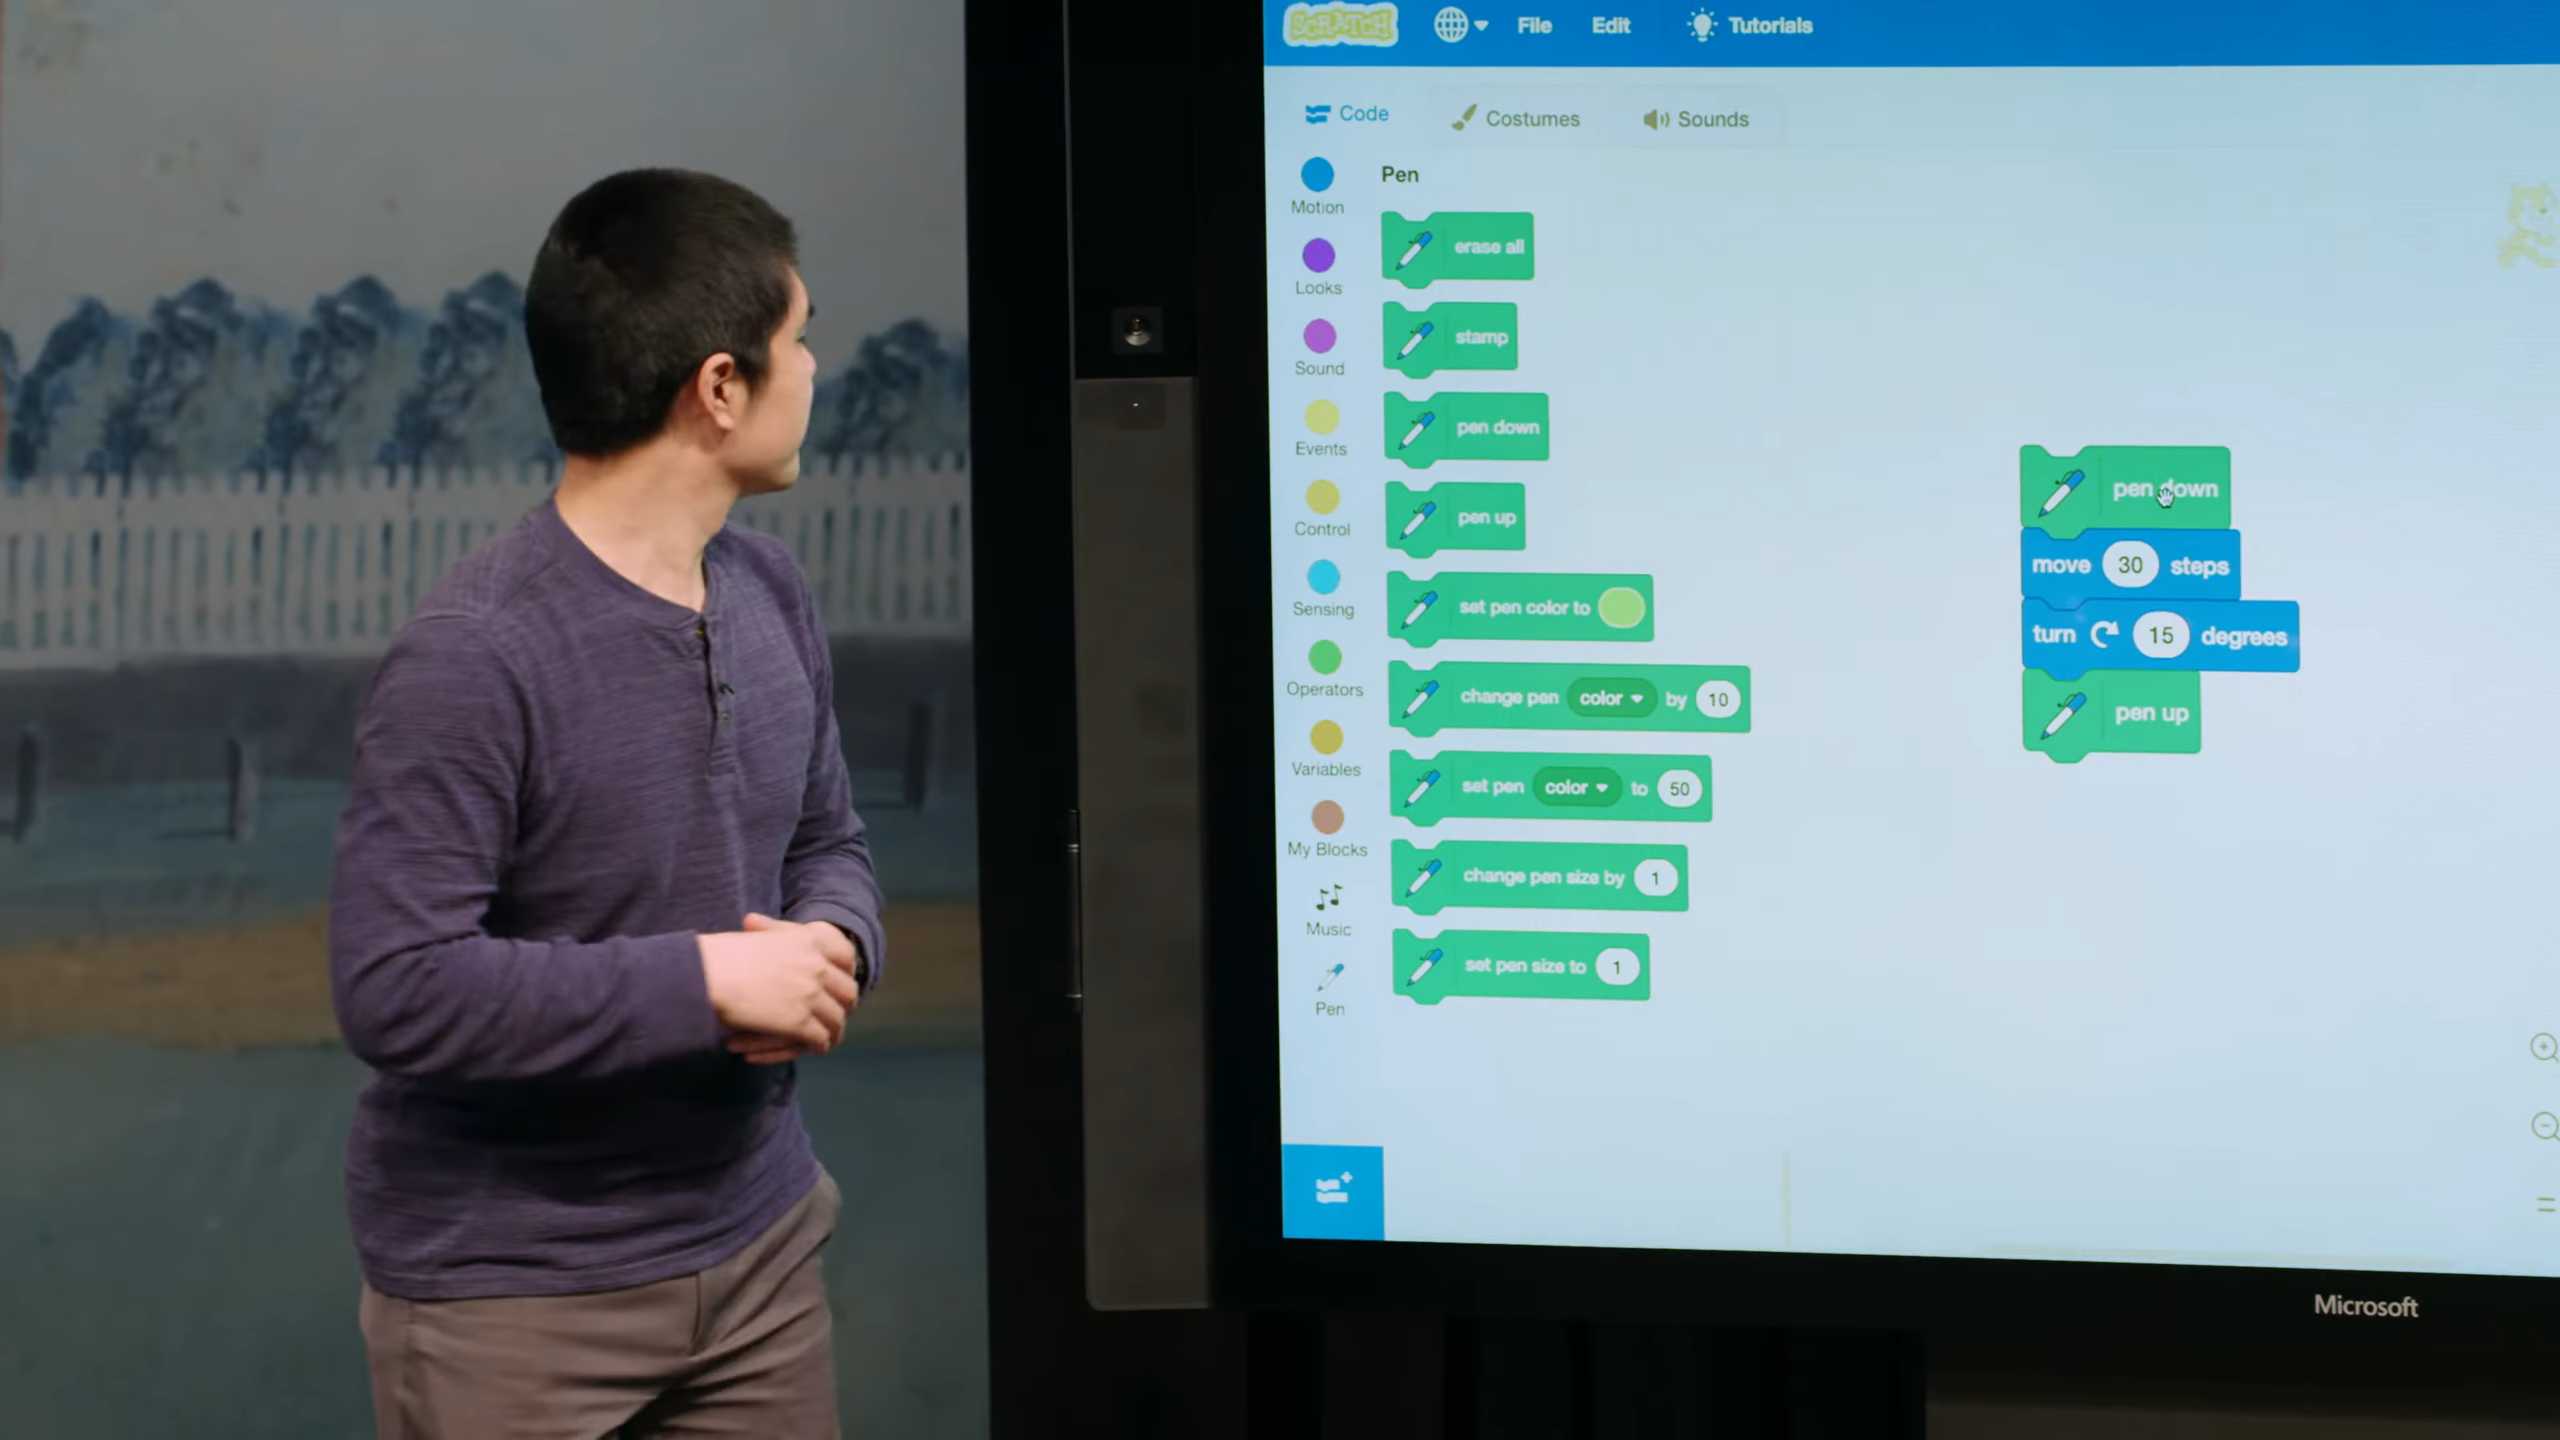 SCRATCH File Edit Tutorials
Code Costumes Sounds
Motion
Looks
Sound
Events
Control
Sensing
Operators
Variables
My Blocks
Music
Pen
Pen
erase all
stamp
pen down
pen up
set pen color to
change pen color by 10
set pen color to 50
change pen size by 1
set pen size to 1
pen down
move 30 steps
turn 15 degrees
pen up
Microsoft